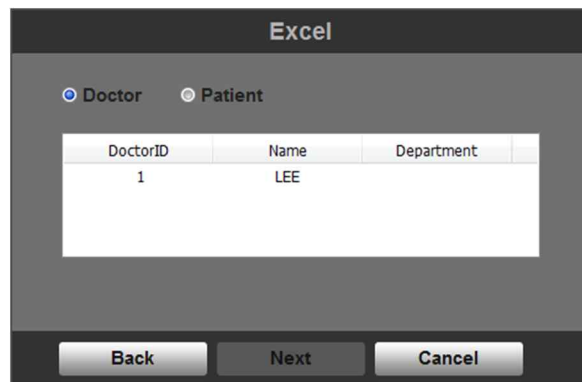 Excel
Doctor Patient
DoctorID Name Department
1 LEE
Back Next Cancel